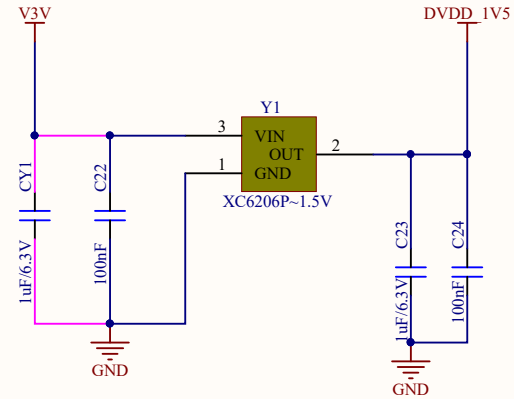 V3V
DVDD_1V5
Y1
3
VIN
2
OUT
1
GND
XC6206P~1.5V
CY1
1uF/6.3V
C22
100nF
C23
1uF/6.3V
C24
100nF
GND
GND